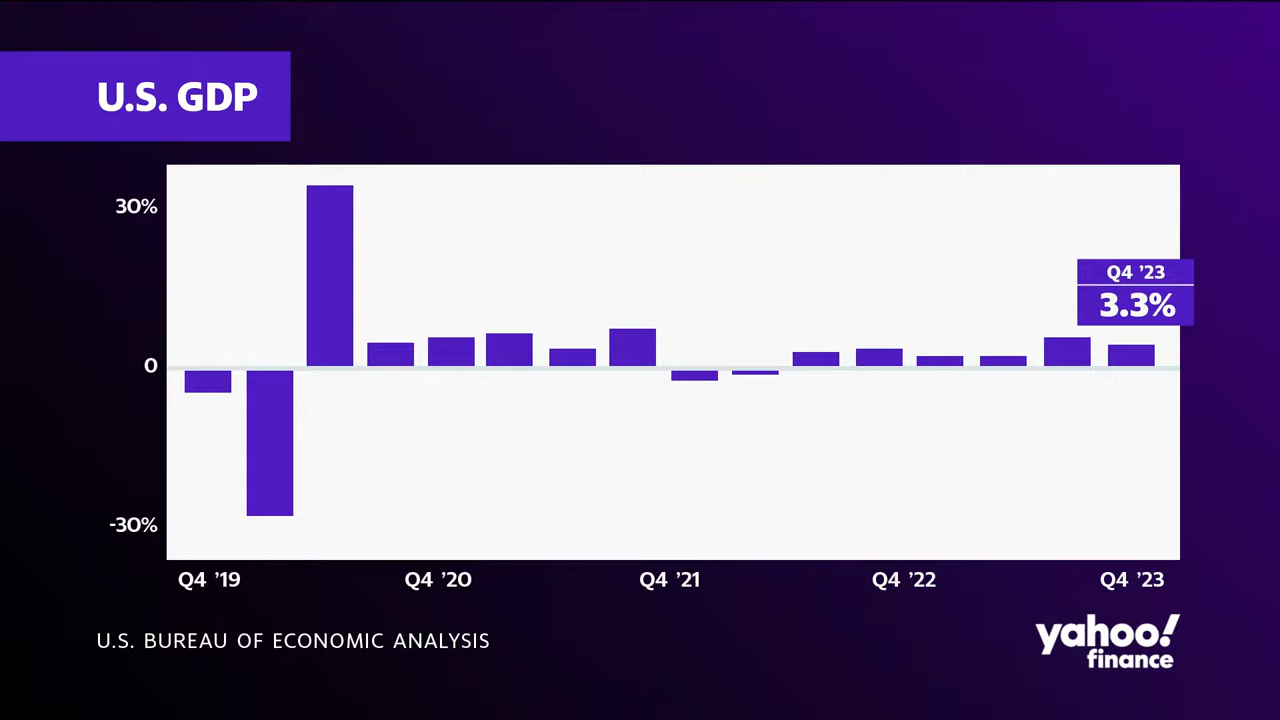 U.S. GDP
30%
0
-30%
Q4 ’23
3.3%
Q4 ’19
Q4 ’20
Q4 ’21
Q4 ’22
Q4 ’23
U.S. BUREAU OF ECONOMIC ANALYSIS
yahoo!
finance